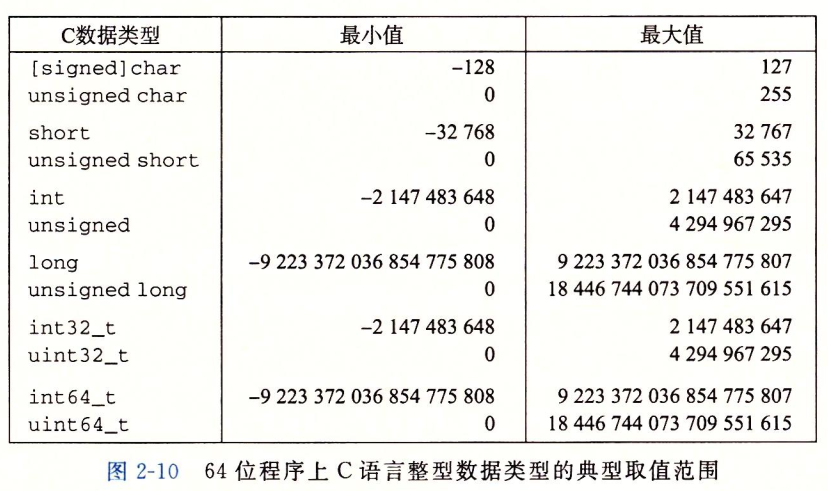 C数据类型 最小值 最大值
[signed]char −128 127
unsigned char 0 255
short −32 768 32 767
unsigned short 0 65 535
int −2 147 483 648 2 147 483 647
unsigned 0 4 294 967 295
long −9 223 372 036 854 775 808 9 223 372 036 854 775 807
unsigned long 0 18 446 744 073 709 551 615
int32_t −2 147 483 648 2 147 483 647
uint32_t 0 4 294 967 295
int64_t −9 223 372 036 854 775 808 9 223 372 036 854 775 807
uint64_t 0 18 446 744 073 709 551 615
图 2-10 64 位程序上 C 语言整型数据类型的典型取值范围